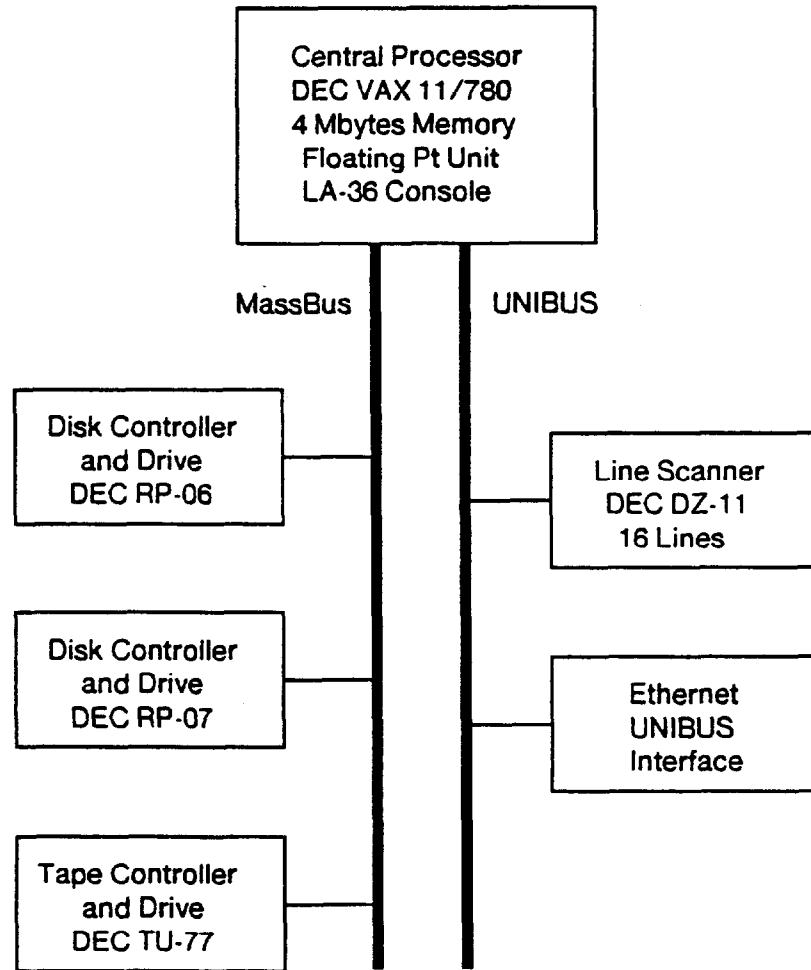 Central Processor
DEC VAX 11/780
4 Mbytes Memory
Floating Pt Unit
LA-36 Console
MassBus
UNIBUS
Disk Controller
and Drive
DEC RP-06
Line Scanner
DEC DZ-11
16 Lines
Disk Controller
and Drive
DEC RP-07
Ethernet
UNIBUS
Interface
Tape Controller
and Drive
DEC TU-77